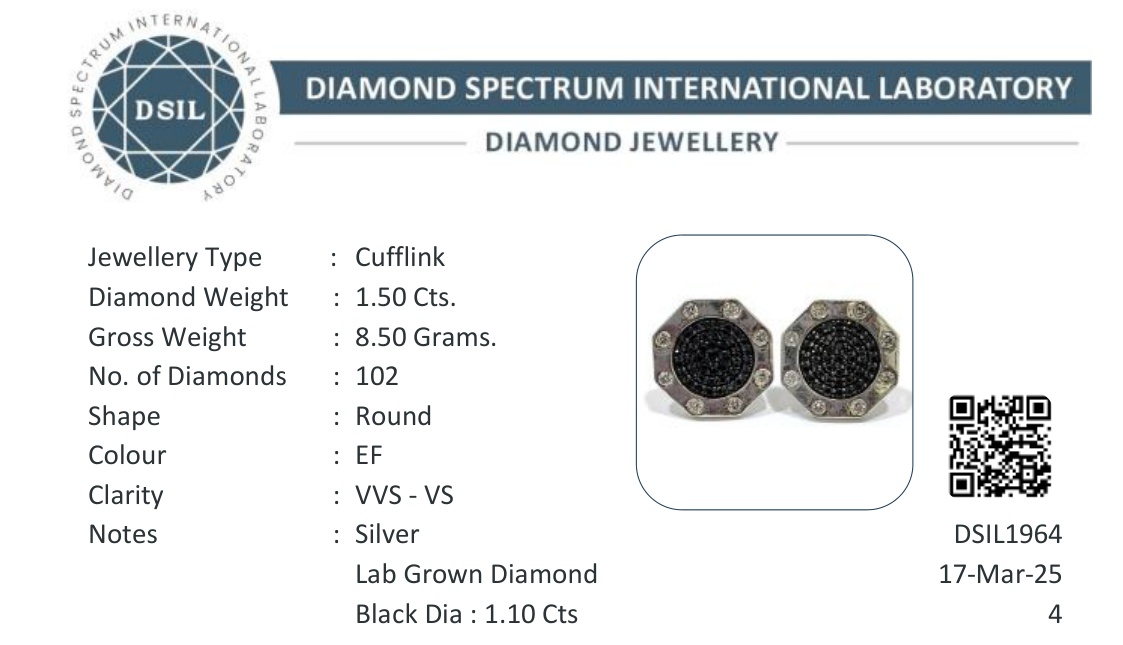 DIAMOND SPECTRUM INTERNATIONAL LABORATORY
DSIL
DIAMOND SPECTRUM INTERNATIONAL LABORATORY
DIAMOND JEWELLERY
Jewellery Type : Cufflink
Diamond Weight : 1.50 Cts.
Gross Weight : 8.50 Grams.
No. of Diamonds : 102
Shape : Round
Colour : EF
Clarity : VVS - VS
Notes : Silver
DSIL1964
Lab Grown Diamond
17-Mar-25
Black Dia : 1.10 Cts
4